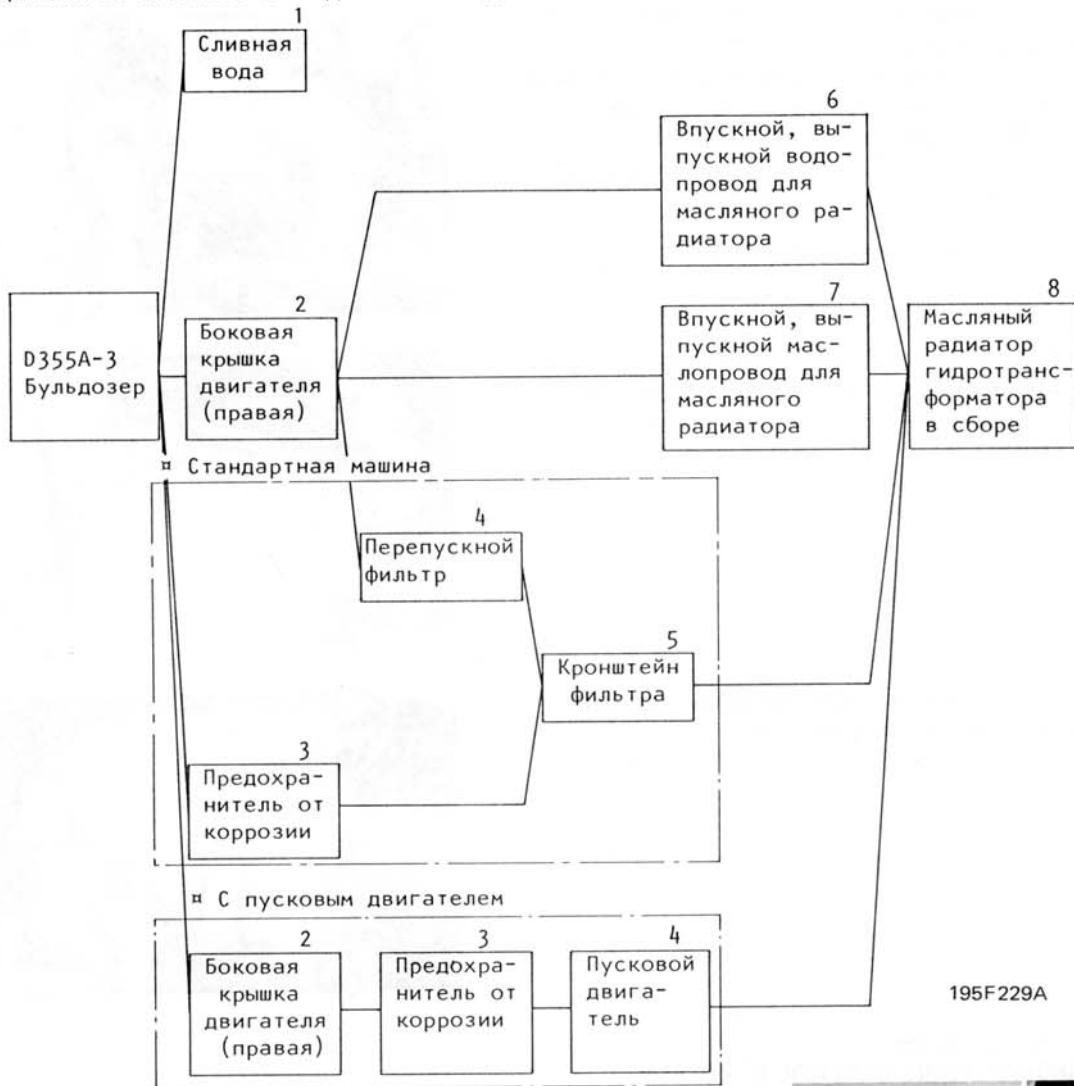 1
Сливная
вода
6
Впускной, вы-
пускной водо-
провод для
масляного ра-
диатора
D355A-3
Бульдозер
2
Боковая
крышка
двигателя
(правая)
7
Впускной, вы-
пускной мас-
лопровод для
масляного
радиатора
8
Масляный
радиатор
гидротранс-
форматора
в сборе
¤ Стандартная машина
4
Перепускной
фильтр
5
Кронштейн
фильтра
3
Предохра-
нитель от
коррозии
¤ С пусковым двигателем
2
Боковая
крышка
двигателя
(правая)
3
Предохра-
нитель от
коррозии
4
Пусковой
двига-
тель
195F229A